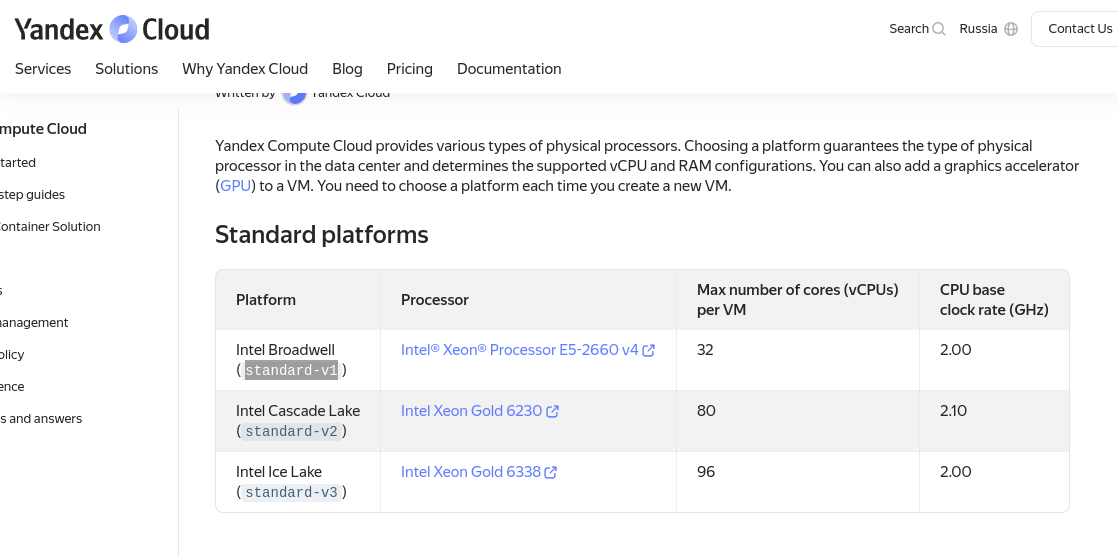 Yandex Cloud
Search Russia Contact Us
Services Solutions Why Yandex Cloud Blog Pricing Documentation
Written by Yandex Cloud
mpute Cloud
tarted
step guides
ontainer Solution
s
anagement
olicy
ence
s and answers
Yandex Compute Cloud provides various types of physical processors. Choosing a platform guarantees the type of physical
processor in the data center and determines the supported vCPU and RAM configurations. You can also add a graphics accelerator
(GPU) to a VM. You need to choose a platform each time you create a new VM.
Standard platforms
Platform Processor Max number of cores (vCPUs) per VM CPU base clock rate (GHz)
Intel Broadwell Intel® Xeon® Processor E5-2660 v4 32 2.00
(standard-v1)
Intel Cascade Lake Intel Xeon Gold 6230 80 2.10
(standard-v2)
Intel Ice Lake Intel Xeon Gold 6338 96 2.00
(standard-v3)